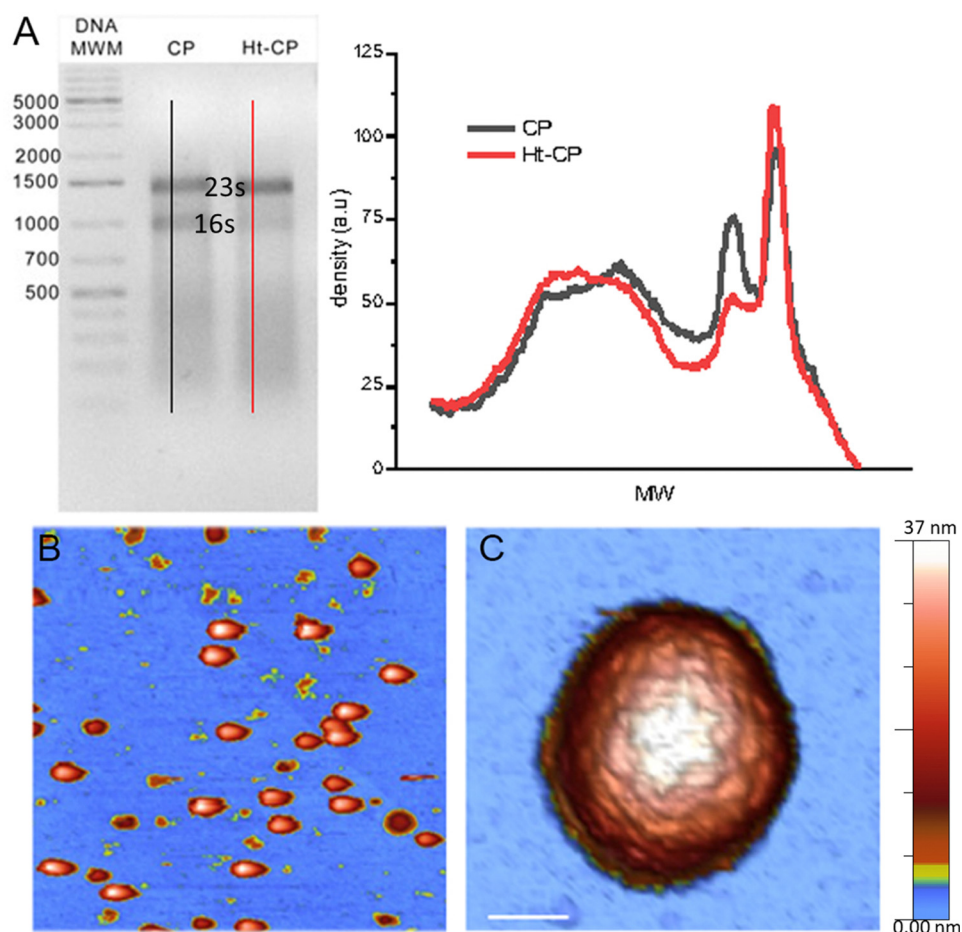 A
DNA
MWM
CP
Ht-CP
5000
3000
2000
1500
1000
700
500
23s
16s
125
100
75
50
25
0
density (a.u)
CP
Ht-CP
MW
B
C
37 nm
0.00 nm